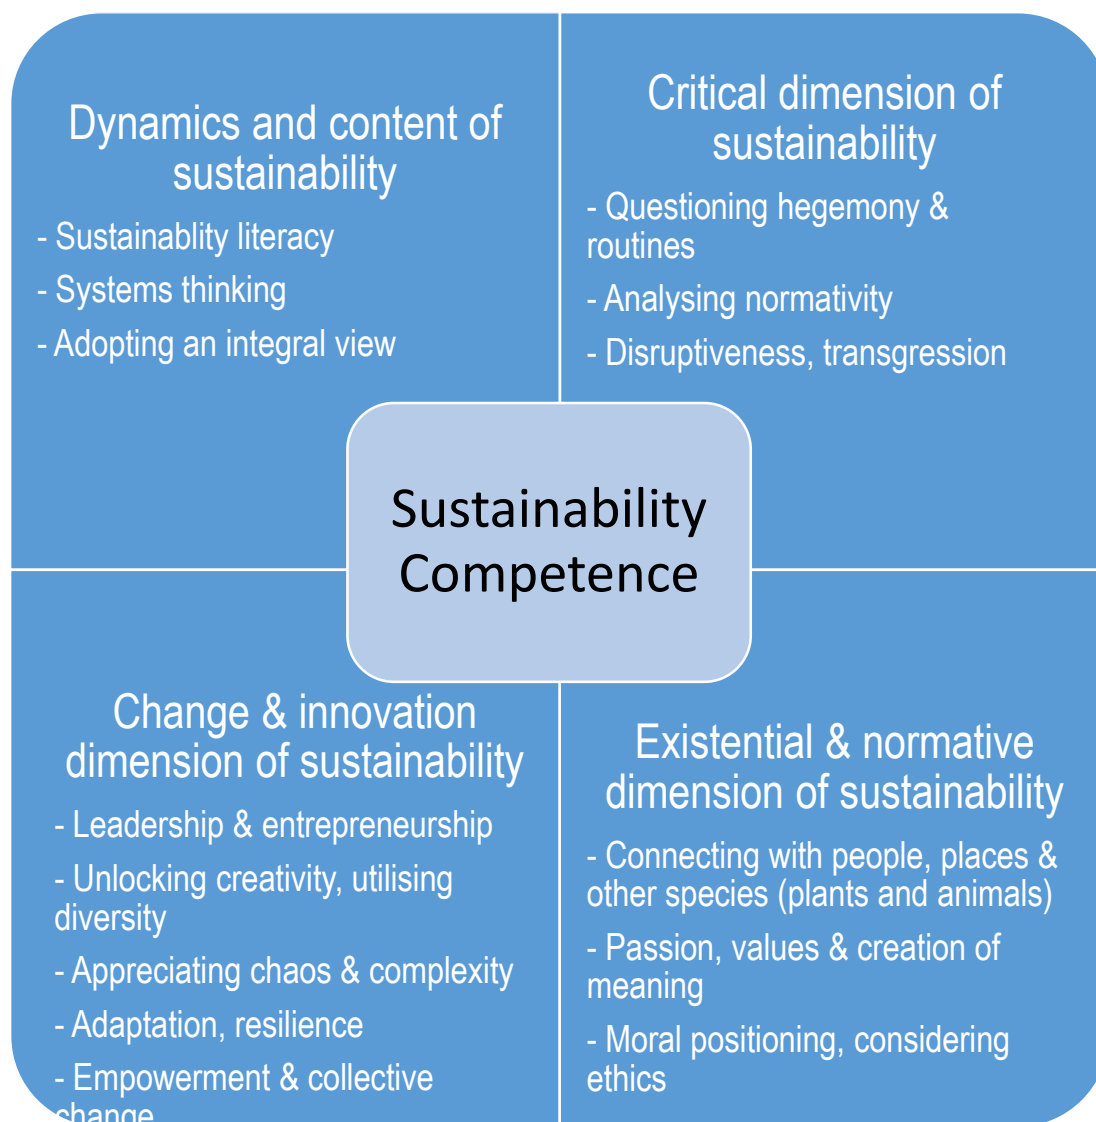 Dynamics and content of
sustainability
- Sustainablity literacy
- Systems thinking
- Adopting an integral view
Critical dimension of
sustainability
- Questioning hegemony &
routines
- Analysing normativity
- Disruptiveness, transgression
Sustainability
Competence
Change & innovation
dimension of sustainability
- Leadership & entrepreneurship
- Unlocking creativity, utilising
diversity
- Appreciating chaos & complexity
- Adaptation, resilience
- Empowerment & collective
change
Existential & normative
dimension of sustainability
- Connecting with people, places &
other species (plants and animals)
- Passion, values & creation of
meaning
- Moral positioning, considering
ethics